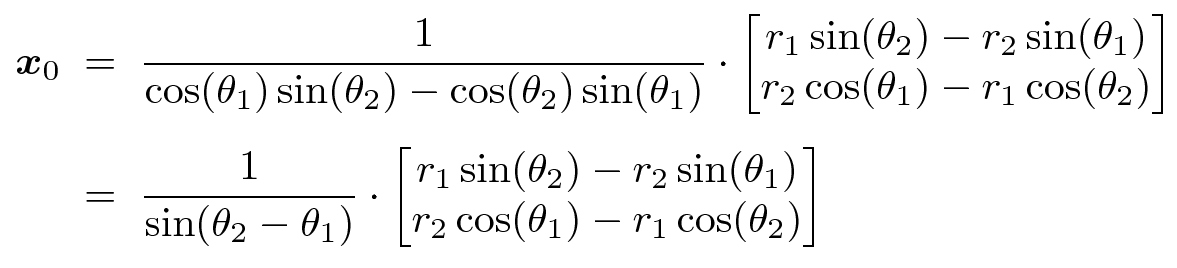 𝒙₀ = 1 / (cos(θ₁) sin(θ₂) − cos(θ₂) sin(θ₁)) · [r₁ sin(θ₂) − r₂ sin(θ₁); r₂ cos(θ₁) − r₁ cos(θ₂)]
= 1 / sin(θ₂ − θ₁) · [r₁ sin(θ₂) − r₂ sin(θ₁); r₂ cos(θ₁) − r₁ cos(θ₂)]